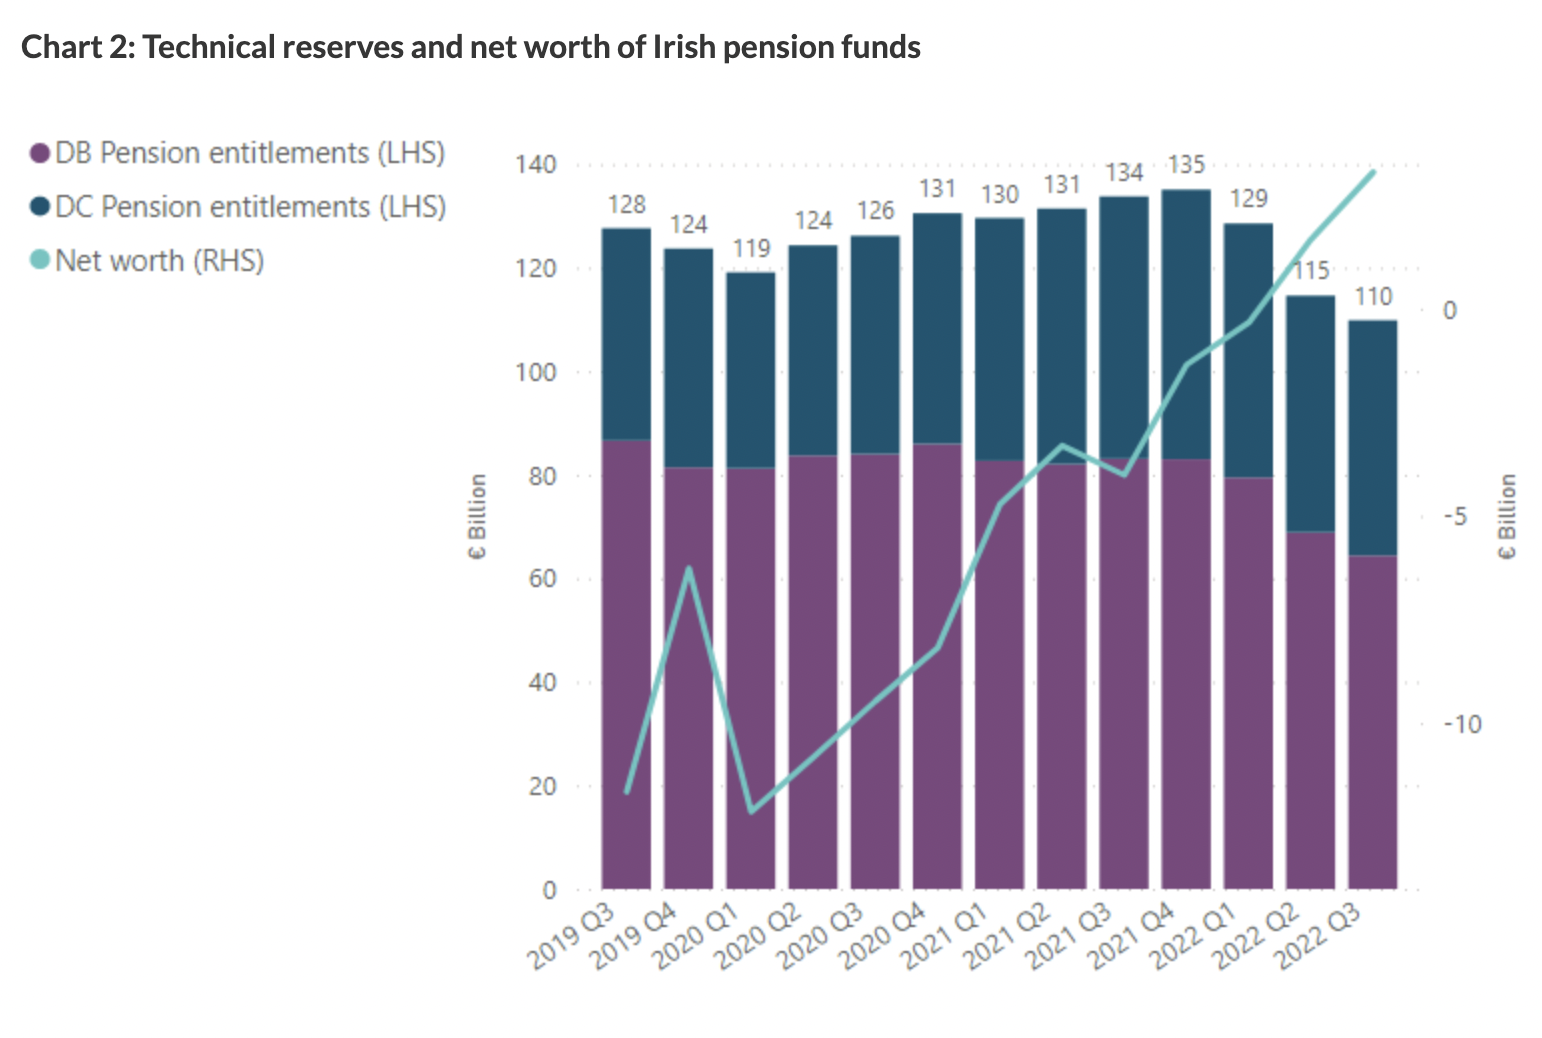 Chart 2: Technical reserves and net worth of Irish pension funds
DB Pension entitlements (LHS)
DC Pension entitlements (LHS)
Net worth (RHS)
140
120
100
80
60
40
20
0
€ Billion
128
124
119
124
126
131
130
131
134
135
129
115
110
0
-5
-10
€ Billion
2019 Q3
2019 Q4
2020 Q1
2020 Q2
2020 Q3
2020 Q4
2021 Q1
2021 Q2
2021 Q3
2021 Q4
2022 Q1
2022 Q2
2022 Q3